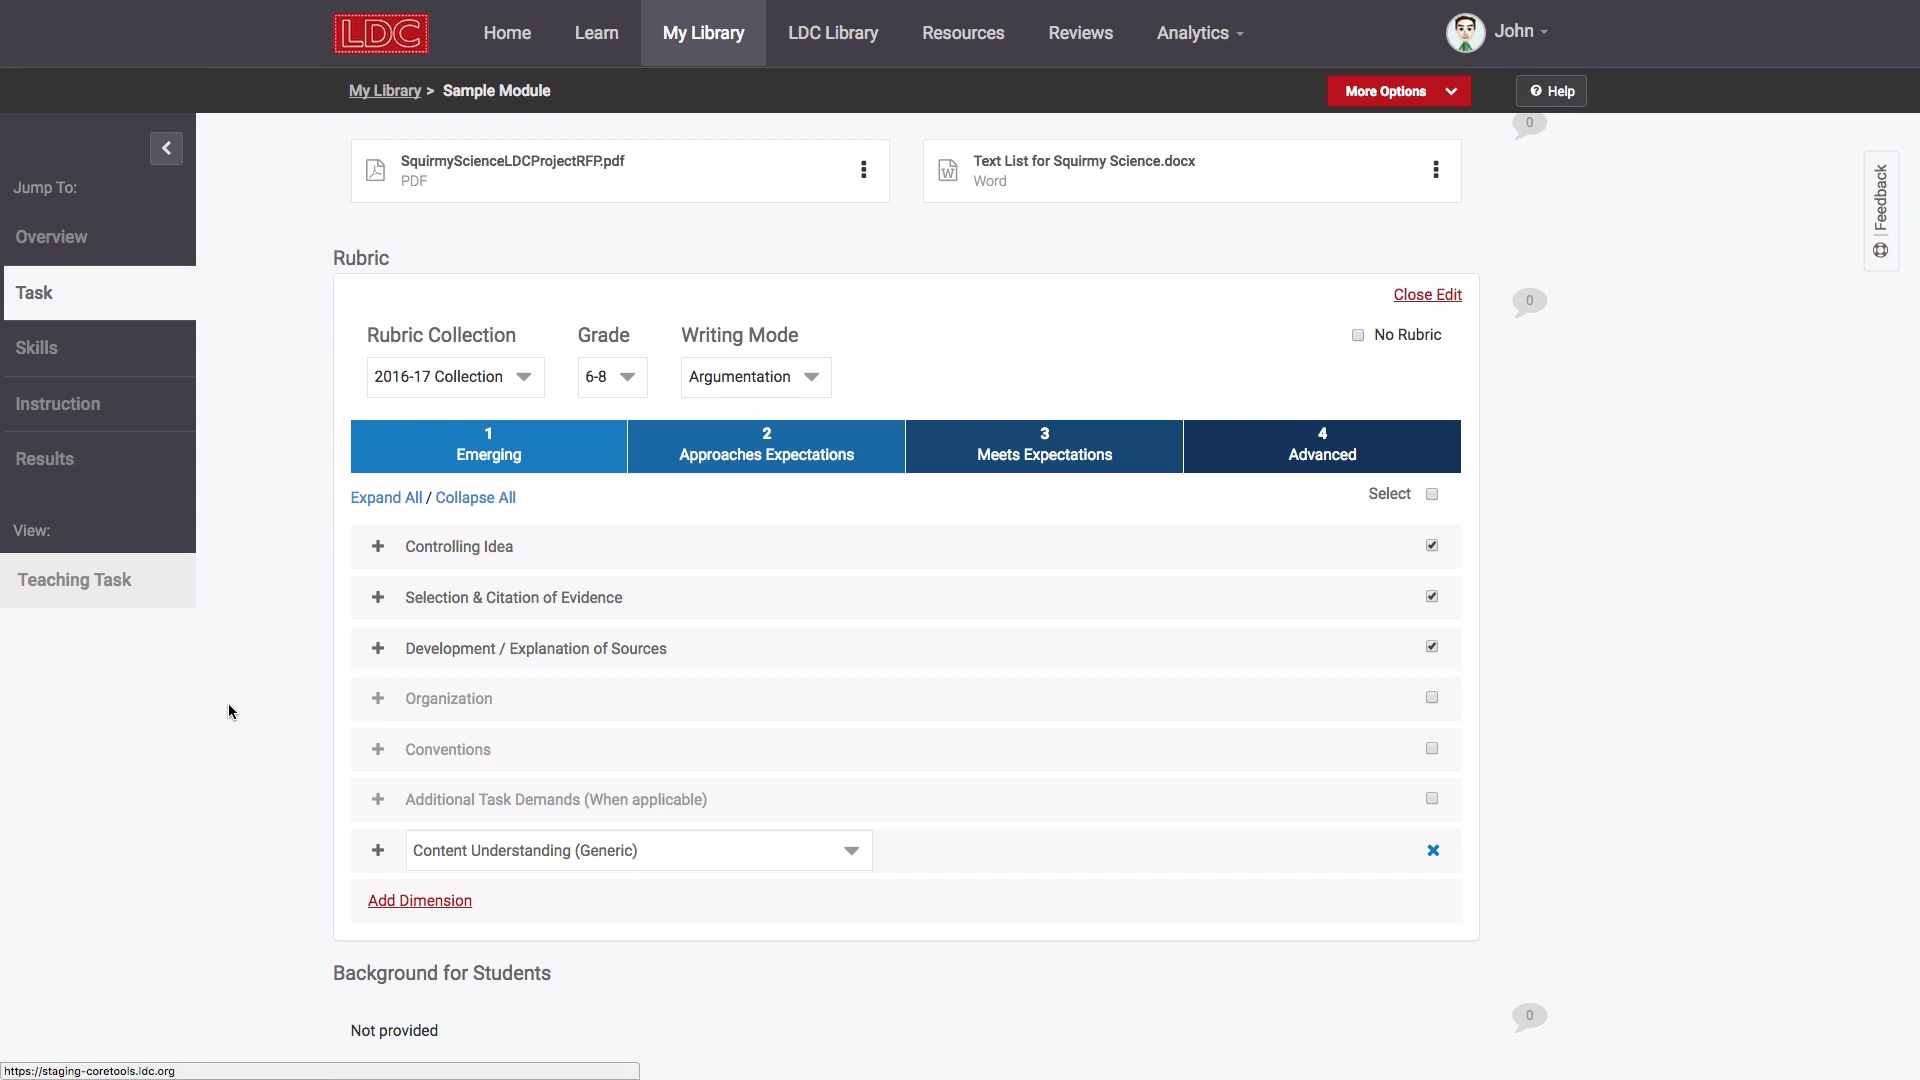 LDC
Home
Learn
My Library
LDC Library
Resources
Reviews
Analytics
John
My Library > Sample Module
More Options
Help
Jump To:
Overview
Task
Skills
Instruction
Results
View:
Teaching Task
0
SquirmyScienceLDCProjectRFP.pdf
PDF
Text List for Squirmy Science.docx
Word
Feedback
Rubric
Close Edit
0
Rubric Collection
Grade
Writing Mode
No Rubric
2016-17 Collection
6-8
Argumentation
1
Emerging
2
Approaches Expectations
3
Meets Expectations
4
Advanced
Expand All / Collapse All
Select
Controlling Idea
Selection & Citation of Evidence
Development / Explanation of Sources
Organization
Conventions
Additional Task Demands (When applicable)
Content Understanding (Generic)
Add Dimension
Background for Students
0
Not provided
https://staging-coretools.ldc.org